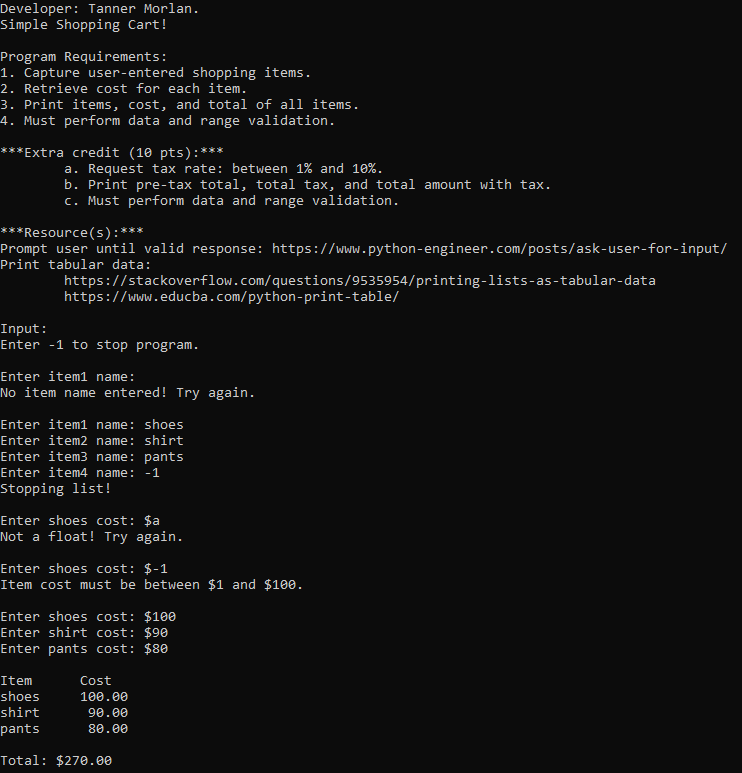 Developer: Tanner Morlan.
Simple Shopping Cart!

Program Requirements:
1. Capture user-entered shopping items.
2. Retrieve cost for each item.
3. Print items, cost, and total of all items.
4. Must perform data and range validation.

***Extra credit (10 pts):***
        a. Request tax rate: between 1% and 10%.
        b. Print pre-tax total, total tax, and total amount with tax.
        c. Must perform data and range validation.

***Resource(s):***
Prompt user until valid response: https://www.python-engineer.com/posts/ask-user-for-input/
Print tabular data:
        https://stackoverflow.com/questions/9535954/printing-lists-as-tabular-data
        https://www.educba.com/python-print-table/

Input:
Enter -1 to stop program.

Enter item1 name:
No item name entered! Try again.

Enter item1 name: shoes
Enter item2 name: shirt
Enter item3 name: pants
Enter item4 name: -1
Stopping list!

Enter shoes cost: $a
Not a float! Try again.

Enter shoes cost: $-1
Item cost must be between $1 and $100.

Enter shoes cost: $100
Enter shirt cost: $90
Enter pants cost: $80

Item      Cost
shoes     100.00
shirt      90.00
pants      80.00

Total: $270.00